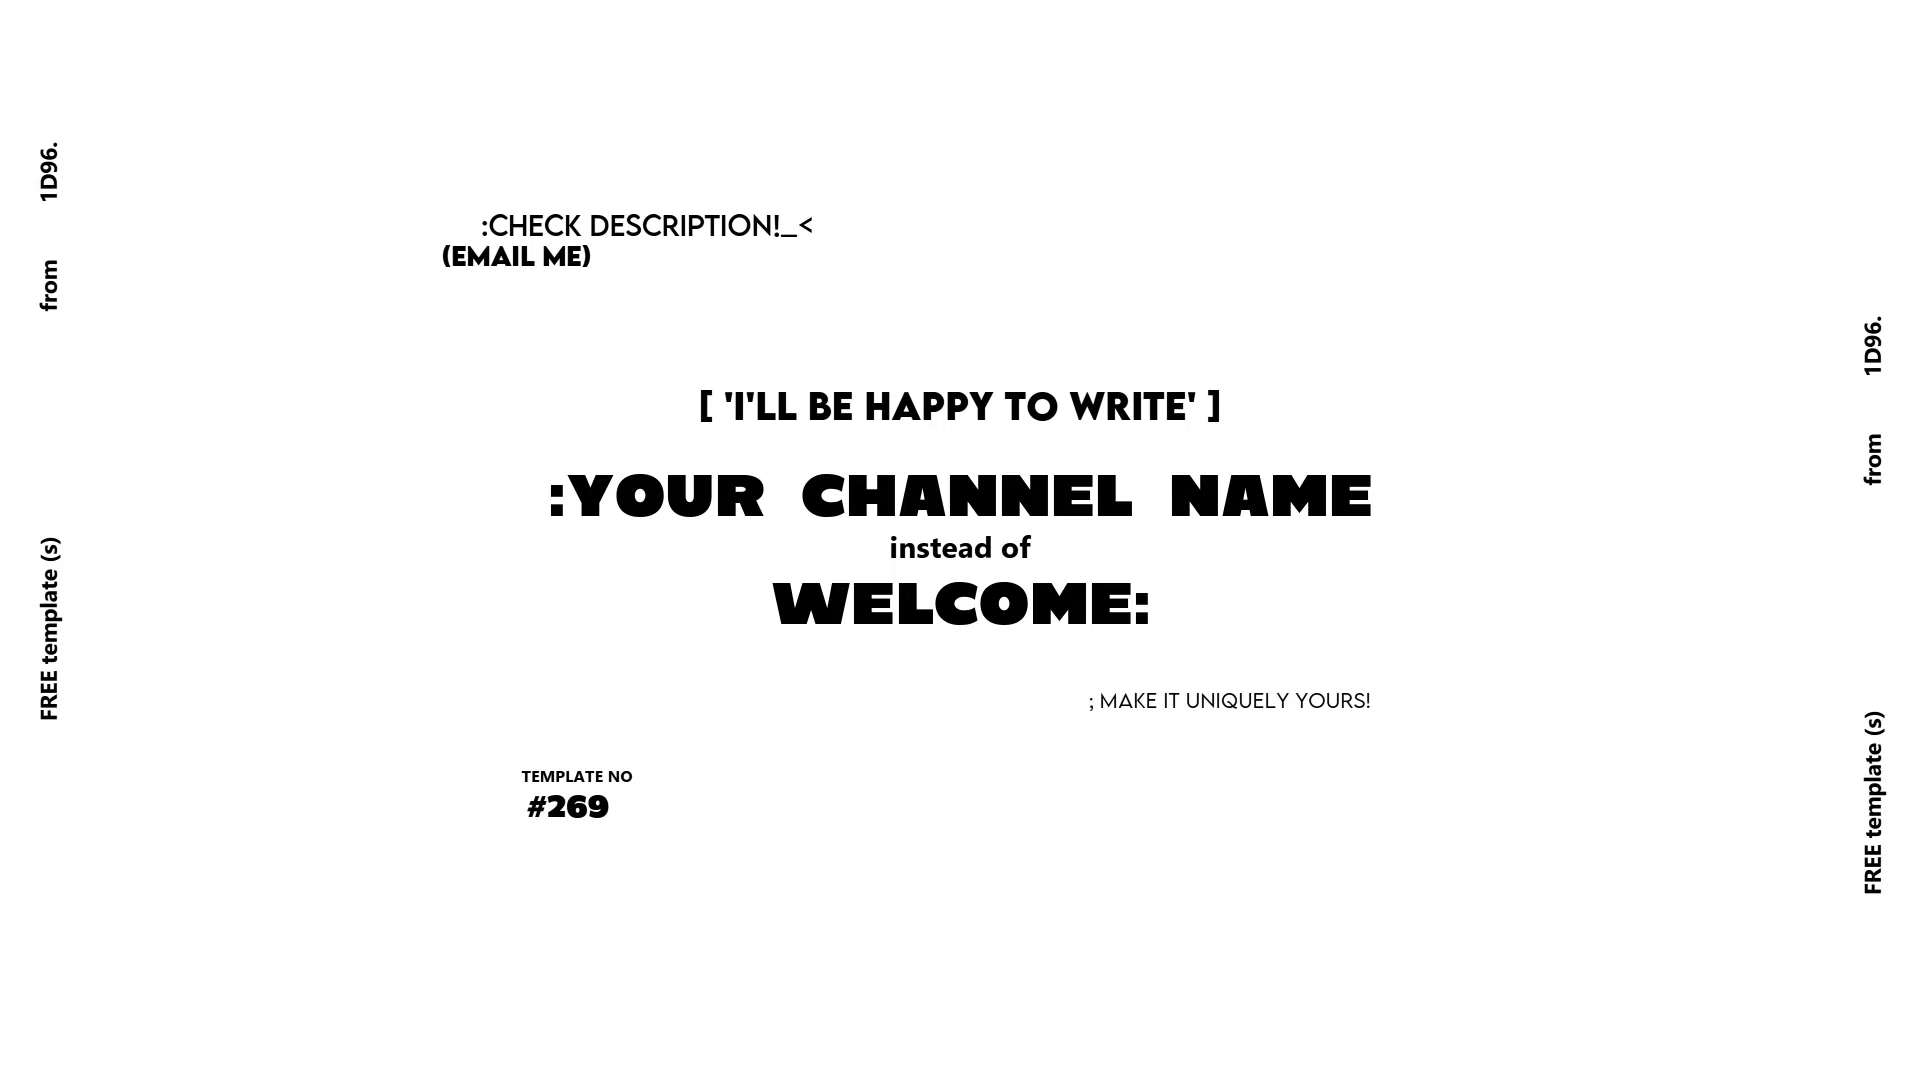 :CHECK DESCRIPTION!_<
(EMAIL ME)
[ 'I'LL BE HAPPY TO WRITE' ]
:YOUR CHANNEL NAME
instead of
WELCOME:
; MAKE IT UNIQUELY YOURS!
TEMPLATE NO
#269
FREE template (s) from 1D96.
FREE template (s) from 1D96.